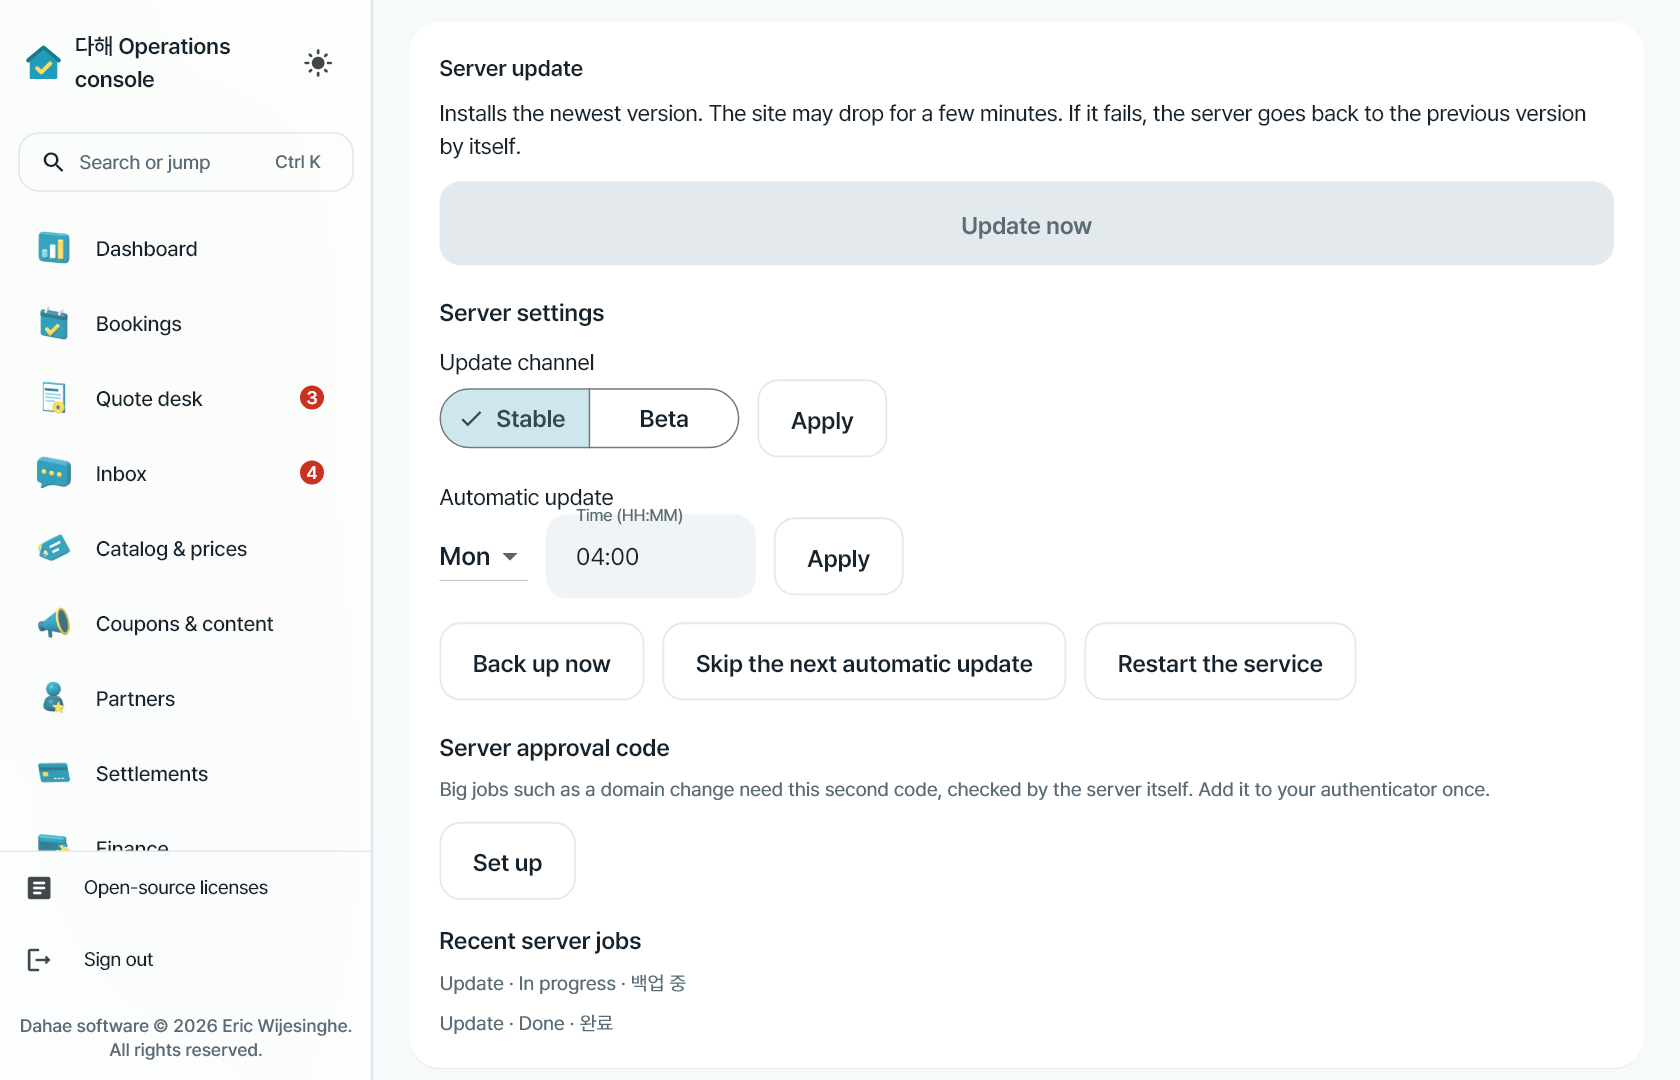 다해 Operations
console
Search or jump
Ctrl K
Dashboard
Bookings
Quote desk
3
Inbox
4
Catalog & prices
Coupons & content
Partners
Settlements
Finance
Open-source licenses
Sign out
Dahae software © 2026 Eric Wijesinghe.
All rights reserved.
Server update
Installs the newest version. The site may drop for a few minutes. If it fails, the server goes back to the previous version
by itself.
Update now
Server settings
Update channel
Stable
Beta
Apply
Automatic update
Time (HH:MM)
Mon
04:00
Apply
Back up now
Skip the next automatic update
Restart the service
Server approval code
Big jobs such as a domain change need this second code, checked by the server itself. Add it to your authenticator once.
Set up
Recent server jobs
Update · In progress · 백업 중
Update · Done · 완료